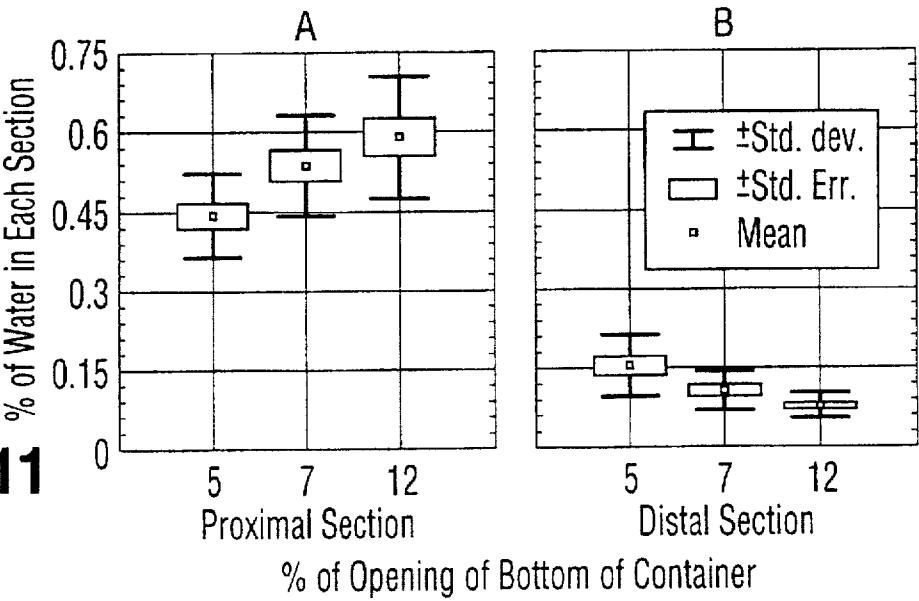 A
B
% of Water in Each Section
0.75
0.6
0.45
0.3
0.15
0
±Std. dev.
±Std. Err.
Mean
11
5 7 12
5 7 12
Proximal Section
Distal Section
% of Opening of Bottom of Container